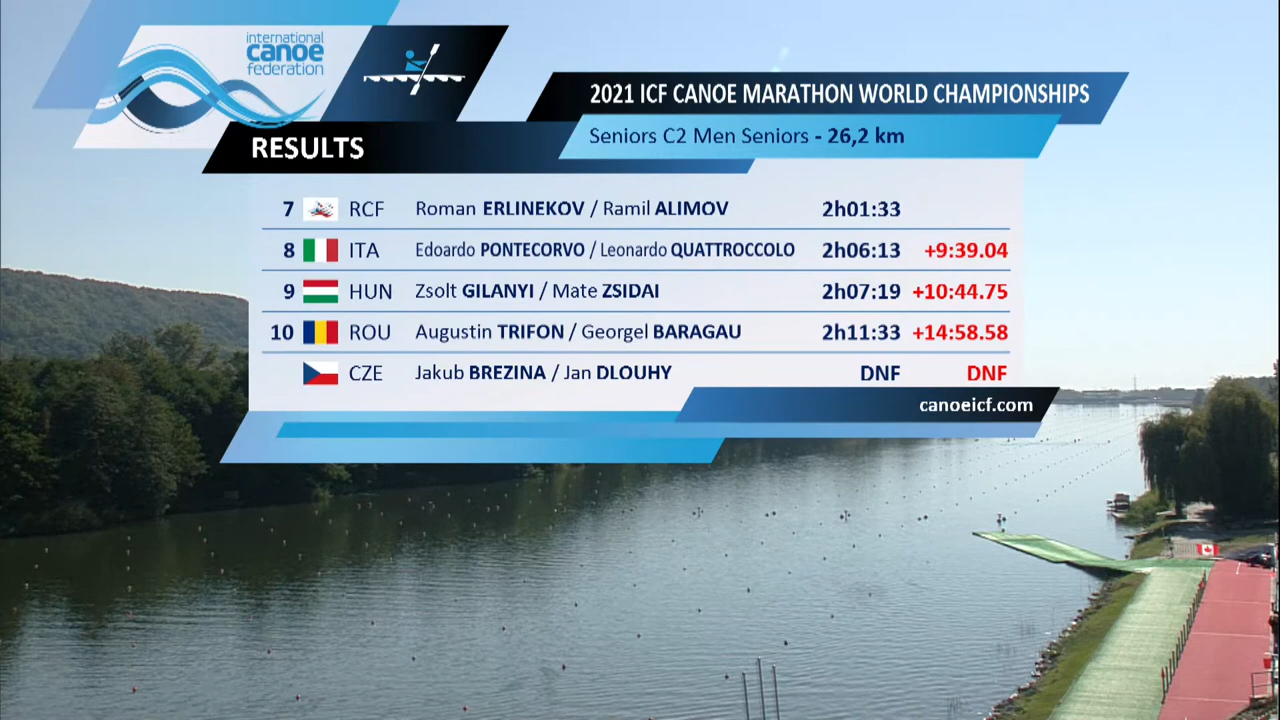 international
canoe
federation
2021 ICF CANOE MARATHON WORLD CHAMPIONSHIPS
Seniors C2 Men Seniors - 26,2 km
RESULTS
7 RCF Roman ERLINEKOV / Ramil ALIMOV 2h01:33
8 ITA Edoardo PONTECORVO / Leonardo QUATTROCCOLO 2h06:13 +9:39.04
9 HUN Zsolt GILANYI / Mate ZSIDAI 2h07:19 +10:44.75
10 ROU Augustin TRIFON / Georgel BARAGAU 2h11:33 +14:58.58
CZE Jakub BREZINA / Jan DLOUHY DNF DNF
canoeicf.com